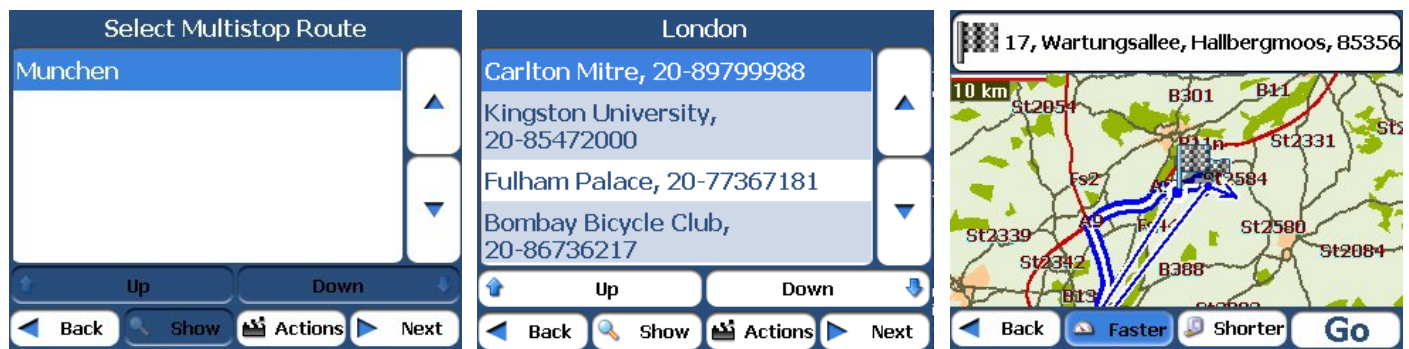 Select Multistop Route
Munchen
Up Down
Back Show Actions Next
London
Carlton Mitre, 20-89799988
Kingston University,
20-85472000
Fulham Palace, 20-77367181
Bombay Bicycle Club,
20-86736217
Up Down
Back Show Actions Next
17, Wartungsallee, Hallbergmoos, 85356
10 km
St2054
B301
B11
B11n
St2331
Fs2
St2339
A9
St2580
St2342
B388
St2084
Back Faster Shorter Go